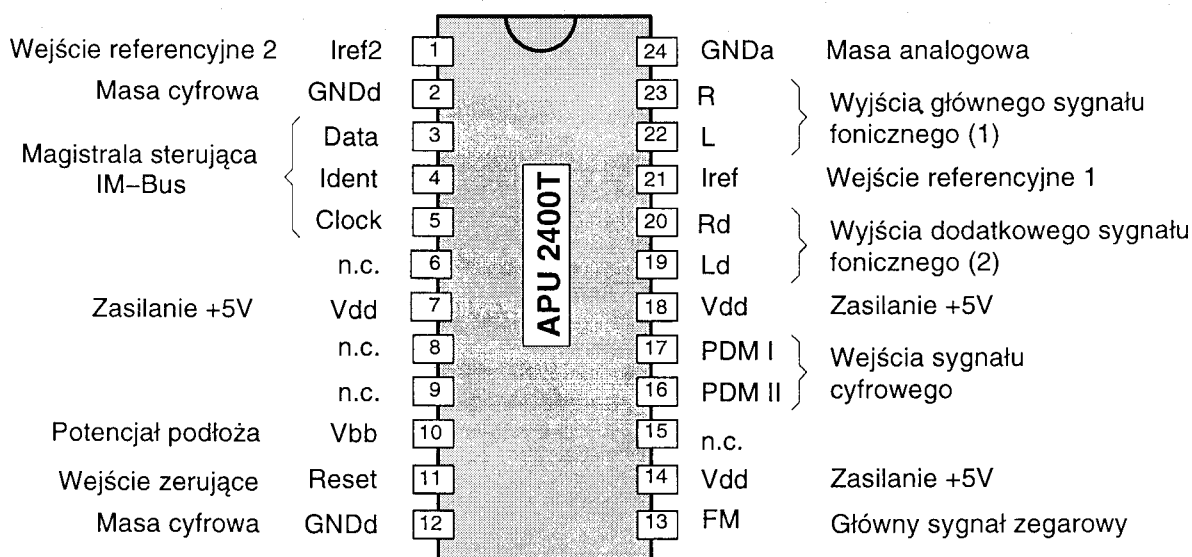 Wejście referencyjne 2 Iref2 1
Masa cyfrowa GNDd 2
Data 3
Magistrala sterująca
IM–Bus
Ident 4
Clock 5
n.c. 6
Zasilanie +5V Vdd 7
n.c. 8
n.c. 9
Potencjał podłoża Vbb 10
Wejście zerujące Reset 11
Masa cyfrowa GNDd 12
APU 2400T
24 GNDa Masa analogowa
23 R
Wyjścią głównego sygnału
fonicznego (1)
22 L
21 Iref Wejście referencyjne 1
20 Rd
Wyjścia dodatkowego sygnału
fonicznego (2)
19 Ld
18 Vdd Zasilanie +5V
17 PDM I
Wejścia sygnału
cyfrowego
16 PDM II
15 n.c.
14 Vdd Zasilanie +5V
13 FM Główny sygnał zegarowy